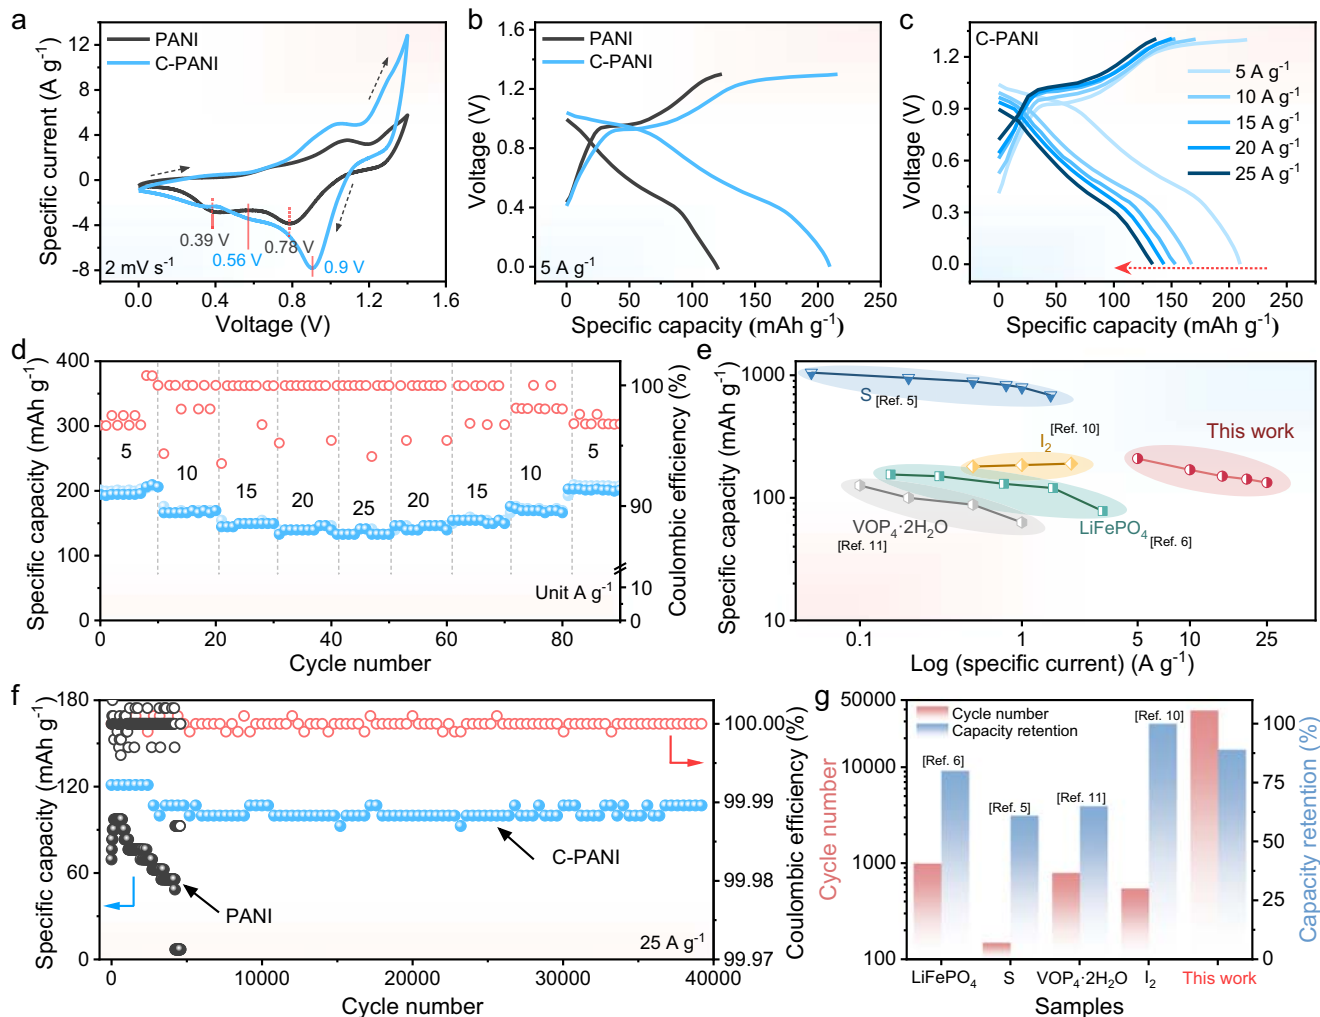 a
PANI
C-PANI
Specific current (A g⁻¹)
12
8
4
0
-4
-8
0.39 V
0.78 V
0.56 V
0.9 V
2 mV s⁻¹
0.0 0.4 0.8 1.2 1.6
Voltage (V)
b
PANI
C-PANI
Voltage (V)
1.6
1.2
0.8
0.4
0.0
5 A g⁻¹
0 50 100 150 200 250
Specific capacity (mAh g⁻¹)
c
C-PANI
5 A g⁻¹
10 A g⁻¹
15 A g⁻¹
20 A g⁻¹
25 A g⁻¹
Voltage (V)
1.2
0.9
0.6
0.3
0.0
0 50 100 150 200 250
Specific capacity (mAh g⁻¹)
d
Specific capacity (mAh g⁻¹)
400
350
300
250
200
150
100
50
0
5 10 15 20 25 20 15 10 5
Unit A g⁻¹
100
90
10
0
Coulombic efficiency (%)
0 20 40 60 80
Cycle number
e
Specific capacity (mAh g⁻¹)
1000
100
10
S [Ref. 5]
I₂ [Ref. 10]
This work
VOP₄·2H₂O
[Ref. 11]
LiFePO₄ [Ref. 6]
0.1 1 5 10 25
Log (specific current) (A g⁻¹)
f
Specific capacity (mAh g⁻¹)
180
120
60
0
C-PANI
PANI
25 A g⁻¹
100.00
99.99
99.98
99.97
Coulombic efficiency (%)
0 10000 20000 30000 40000
Cycle number
g
Cycle number
50000
10000
1000
100
Cycle number
Capacity retention
[Ref. 6]
[Ref. 5]
[Ref. 11]
[Ref. 10]
100
75
50
25
0
Capacity retention (%)
LiFePO₄ S VOP₄·2H₂O I₂ This work
Samples